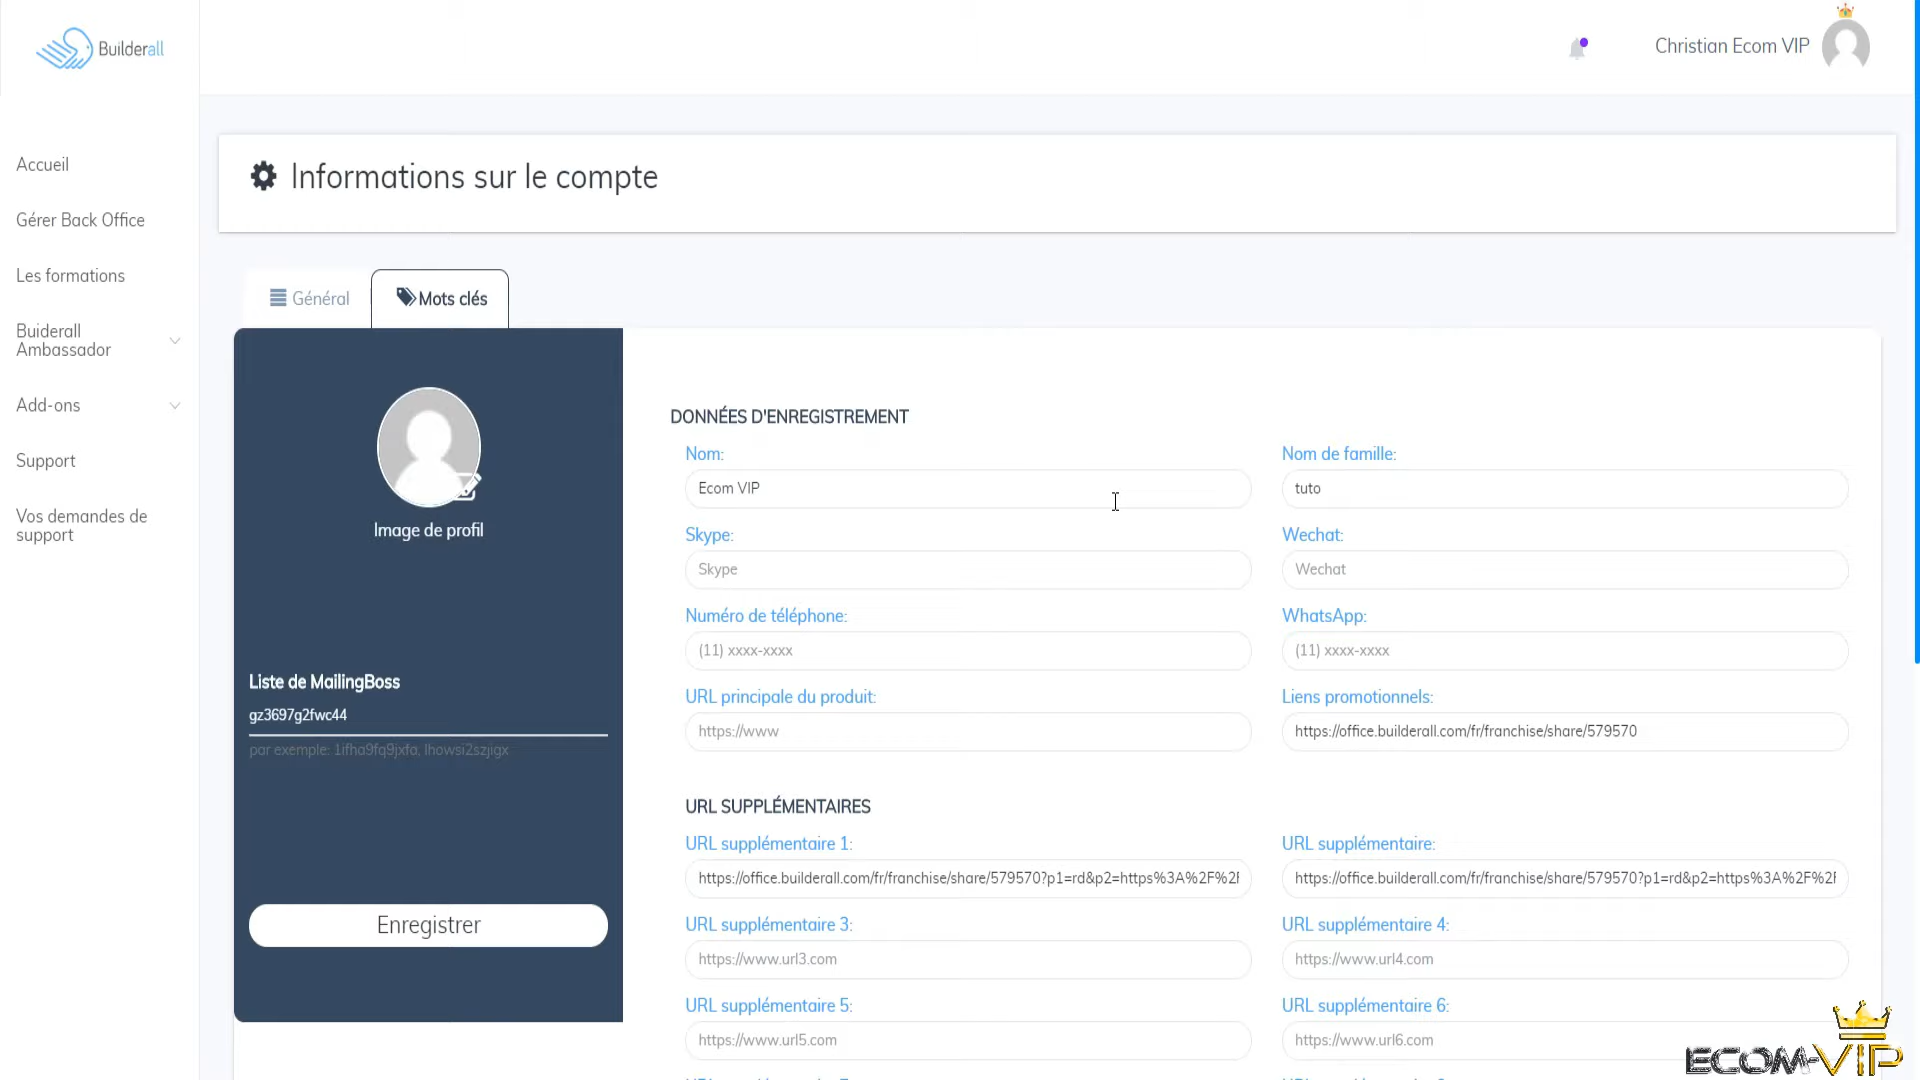 Builderall
Christian Ecom VIP
Accueil
Gérer Back Office
Les formations
Buiderall
Ambassador
Add-ons
Support
Vos demandes de
support
Informations sur le compte
Général
Mots clés
Image de profil
Liste de MailingBoss
gz3697g2fwc44
par exemple: 1ifha9fq9jxfa, lhowsi2szjigx
Enregistrer
DONNÉES D'ENREGISTREMENT
Nom:
Nom de famille:
Ecom VIP
tuto
Skype:
Wechat:
Skype
Wechat
Numéro de téléphone:
WhatsApp:
(11) xxxx-xxxx
(11) xxxx-xxxx
URL principale du produit:
Liens promotionnels:
https://www
https://office.builderall.com/fr/franchise/share/579570
URL SUPPLÉMENTAIRES
URL supplémentaire 1:
URL supplémentaire:
https://office.builderall.com/fr/franchise/share/579570?p1=rd&p2=https%3A%2F%2F
https://office.builderall.com/fr/franchise/share/579570?p1=rd&p2=https%3A%2F%2F
URL supplémentaire 3:
URL supplémentaire 4:
https://www.url3.com
https://www.url4.com
URL supplémentaire 5:
URL supplémentaire 6:
https://www.url5.com
https://www.url6.com
ECOM-VIP